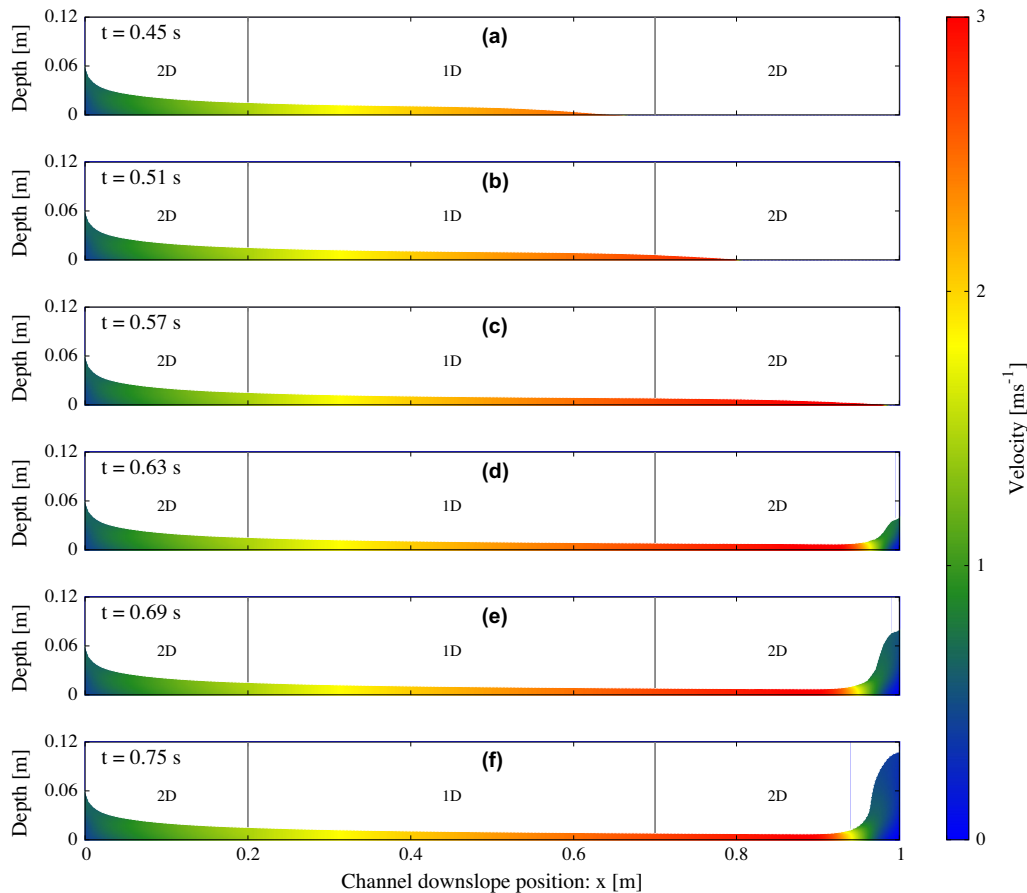 0.12
0.06
0
Depth [m]
t = 0.45 s
(a)
2D
1D
2D
0.12
0.06
0
Depth [m]
t = 0.51 s
(b)
2D
1D
2D
0.12
0.06
0
Depth [m]
t = 0.57 s
(c)
2D
1D
2D
0.12
0.06
0
Depth [m]
t = 0.63 s
(d)
2D
1D
2D
0.12
0.06
0
Depth [m]
t = 0.69 s
(e)
2D
1D
2D
0.12
0.06
0
Depth [m]
t = 0.75 s
(f)
2D
1D
2D
0 0.2 0.4 0.6 0.8 1
Channel downslope position: x [m]
3
2
1
0
Velocity [ms-1]